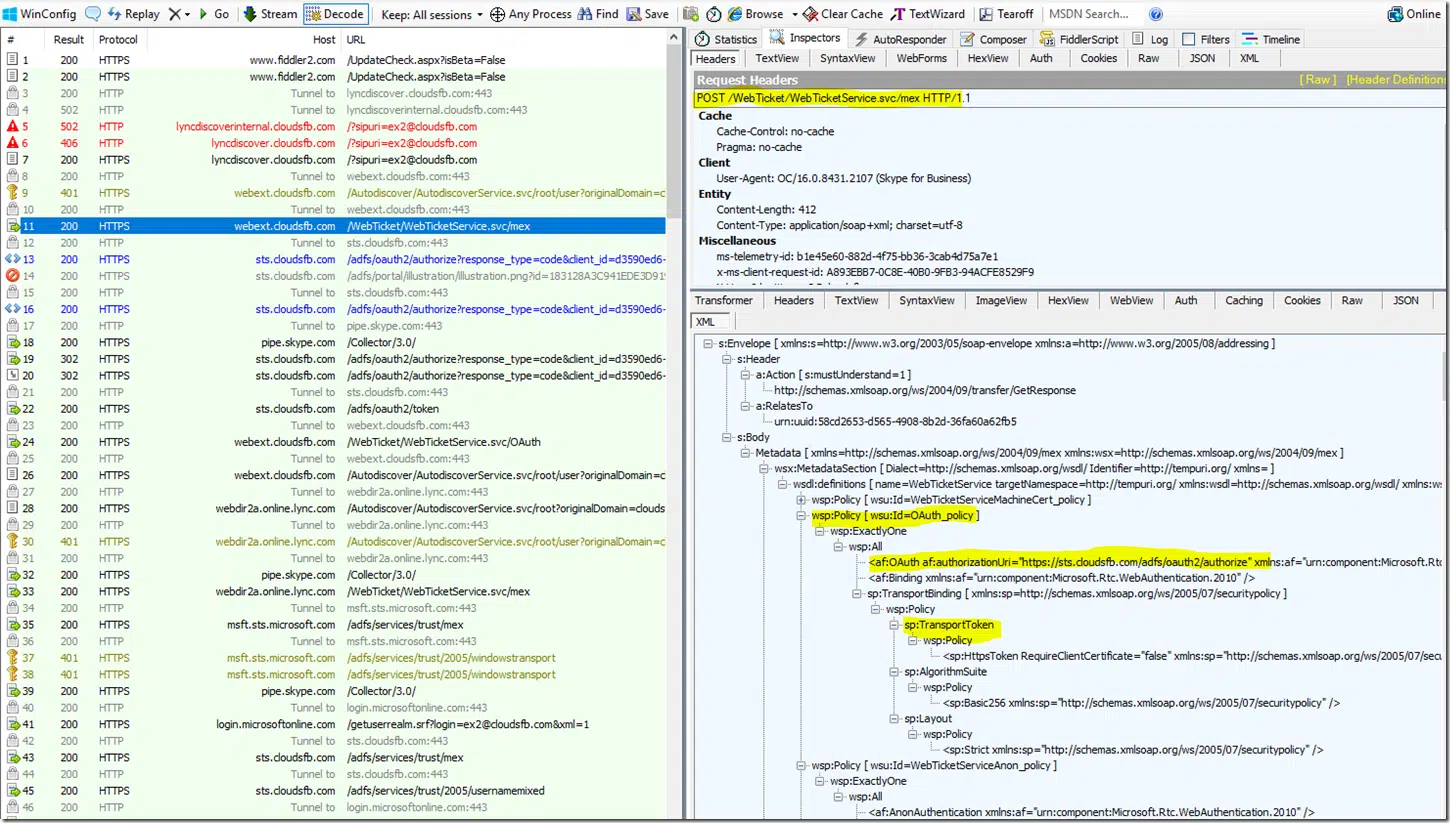 WinConfig Replay Go Stream Decode Keep: All sessions Any Process Find Save Browse Clear Cache TextWizard Tearoff MSDN Search... Online
# Result Protocol Host URL
1 200 HTTPS www.fiddler2.com /UpdateCheck.aspx?isBeta=False
2 200 HTTPS www.fiddler2.com /UpdateCheck.aspx?isBeta=False
3 200 HTTP Tunnel to lyncdiscover.cloudsfb.com:443
4 502 HTTP Tunnel to lyncdiscoverinternal.cloudsfb.com:443
5 502 HTTP lyncdiscoverinternal.cloudsfb.com /?sipuri=ex2@cloudsfb.com
6 406 HTTP lyncdiscover.cloudsfb.com /?sipuri=ex2@cloudsfb.com
7 200 HTTPS lyncdiscover.cloudsfb.com /?sipuri=ex2@cloudsfb.com
8 200 HTTP Tunnel to webext.cloudsfb.com:443
9 401 HTTPS webext.cloudsfb.com /Autodiscover/AutodiscoverService.svc/root/user?originalDomain=c
10 200 HTTP Tunnel to webext.cloudsfb.com:443
11 200 HTTPS webext.cloudsfb.com /WebTicket/WebTicketService.svc/mex
12 200 HTTP Tunnel to sts.cloudsfb.com:443
13 200 HTTPS sts.cloudsfb.com /adfs/oauth2/authorize?response_type=code&client_id=d3590ed6-
14 200 HTTPS sts.cloudsfb.com /adfs/portal/illustration/illustration.png?id=183128A3C941EDE3D91
15 200 HTTP Tunnel to sts.cloudsfb.com:443
16 200 HTTPS sts.cloudsfb.com /adfs/oauth2/authorize?response_type=code&client_id=d3590ed6-
17 200 HTTP Tunnel to pipe.skype.com:443
18 200 HTTPS pipe.skype.com /Collector/3.0/
19 302 HTTPS sts.cloudsfb.com /adfs/oauth2/authorize?response_type=code&client_id=d3590ed6-
20 302 HTTPS sts.cloudsfb.com /adfs/oauth2/authorize?response_type=code&client_id=d3590ed6-
21 200 HTTP Tunnel to sts.cloudsfb.com:443
22 200 HTTPS sts.cloudsfb.com /adfs/oauth2/token
23 200 HTTP Tunnel to webext.cloudsfb.com:443
24 200 HTTPS webext.cloudsfb.com /WebTicket/WebTicketService.svc/OAuth
25 200 HTTP Tunnel to webext.cloudsfb.com:443
26 200 HTTPS webext.cloudsfb.com /Autodiscover/AutodiscoverService.svc/root/user?originalDomain=c
27 200 HTTP Tunnel to webdir2a.online.lync.com:443
28 200 HTTPS webdir2a.online.lync.com /Autodiscover/AutodiscoverService.svc/root?originalDomain=clouds
29 200 HTTP Tunnel to webdir2a.online.lync.com:443
30 401 HTTPS webdir2a.online.lync.com /Autodiscover/AutodiscoverService.svc/root/user?originalDomain=c
31 200 HTTP Tunnel to webdir2a.online.lync.com:443
32 200 HTTPS pipe.skype.com /Collector/3.0/
33 200 HTTPS webdir2a.online.lync.com /WebTicket/WebTicketService.svc/mex
34 200 HTTP Tunnel to msft.sts.microsoft.com:443
35 200 HTTPS msft.sts.microsoft.com /adfs/services/trust/mex
36 200 HTTP Tunnel to msft.sts.microsoft.com:443
37 401 HTTPS msft.sts.microsoft.com /adfs/services/trust/2005/windowstransport
38 401 HTTPS msft.sts.microsoft.com /adfs/services/trust/2005/windowstransport
39 200 HTTPS pipe.skype.com /Collector/3.0/
40 200 HTTP Tunnel to login.microsoftonline.com:443
41 200 HTTPS login.microsoftonline.com /getuserrealm.srf?login=ex2@cloudsfb.com&xml=1
42 200 HTTP Tunnel to sts.cloudsfb.com:443
43 200 HTTPS sts.cloudsfb.com /adfs/services/trust/mex
44 200 HTTP Tunnel to sts.cloudsfb.com:443
45 200 HTTPS sts.cloudsfb.com /adfs/services/trust/2005/usernamemixed
46 200 HTTP Tunnel to login.microsoftonline.com:443
Statistics Inspectors AutoResponder Composer FiddlerScript Log Filters Timeline
Headers TextView SyntaxView WebForms HexView Auth Cookies Raw JSON XML
Request Headers [ Raw ] [Header Definitions
POST /WebTicket/WebTicketService.svc/mex HTTP/1.1
Cache
Cache-Control: no-cache
Pragma: no-cache
Client
User-Agent: OC/16.0.8431.2107 (Skype for Business)
Entity
Content-Length: 412
Content-Type: application/soap+xml; charset=utf-8
Miscellaneous
ms-telemetry-id: b1e45e60-882d-4f75-bb36-3cab4d75a7e1
x-ms-client-request-id: A893EBB7-0C8E-40B0-9FB3-94ACFE8529F9
Transformer Headers TextView SyntaxView ImageView HexView WebView Auth Caching Cookies Raw JSON
XML
s:Envelope [ xmlns:s=http://www.w3.org/2003/05/soap-envelope xmlns:a=http://www.w3.org/2005/08/addressing ]
s:Header
a:Action [ s:mustUnderstand=1 ]
http://schemas.xmlsoap.org/ws/2004/09/transfer/GetResponse
a:RelatesTo
urn:uuid:58cd2653-d565-4908-8b2d-36fa60a62fb5
s:Body
Metadata [ xmlns=http://schemas.xmlsoap.org/ws/2004/09/mex xmlns:wsx=http://schemas.xmlsoap.org/ws/2004/09/mex ]
wsx:MetadataSection [ Dialect=http://schemas.xmlsoap.org/wsdl/ Identifier=http://tempuri.org/ xmlns= ]
wsdl:definitions [ name=WebTicketService targetNamespace=http://tempuri.org/ xmlns:wsdl=http://schemas.xmlsoap.org/wsdl/ xmlns:ws
wsp:Policy [ wsu:Id=WebTicketServiceMachineCert_policy ]
wsp:Policy [ wsu:Id=OAuth_policy ]
wsp:ExactlyOne
wsp:All
<af:OAuth af:authorizationUri="https://sts.cloudsfb.com/adfs/oauth2/authorize" xmlns:af="urn:component:Microsoft.Rtc
<af:Binding xmlns:af="urn:component:Microsoft.Rtc.WebAuthentication.2010" />
sp:TransportBinding [ xmlns:sp=http://schemas.xmlsoap.org/ws/2005/07/securitypolicy ]
wsp:Policy
sp:TransportToken
wsp:Policy
<sp:HttpsToken RequireClientCertificate="false" xmlns:sp="http://schemas.xmlsoap.org/ws/2005/07/secu
sp:AlgorithmSuite
wsp:Policy
<sp:Basic256 xmlns:sp="http://schemas.xmlsoap.org/ws/2005/07/securitypolicy" />
sp:Layout
wsp:Policy
<sp:Strict xmlns:sp="http://schemas.xmlsoap.org/ws/2005/07/securitypolicy" />
wsp:Policy [ wsu:Id=WebTicketServiceAnon_policy ]
wsp:ExactlyOne
wsp:All
<af:AnonAuthentication xmlns:af="urn:component:Microsoft.Rtc.WebAuthentication.2010" />